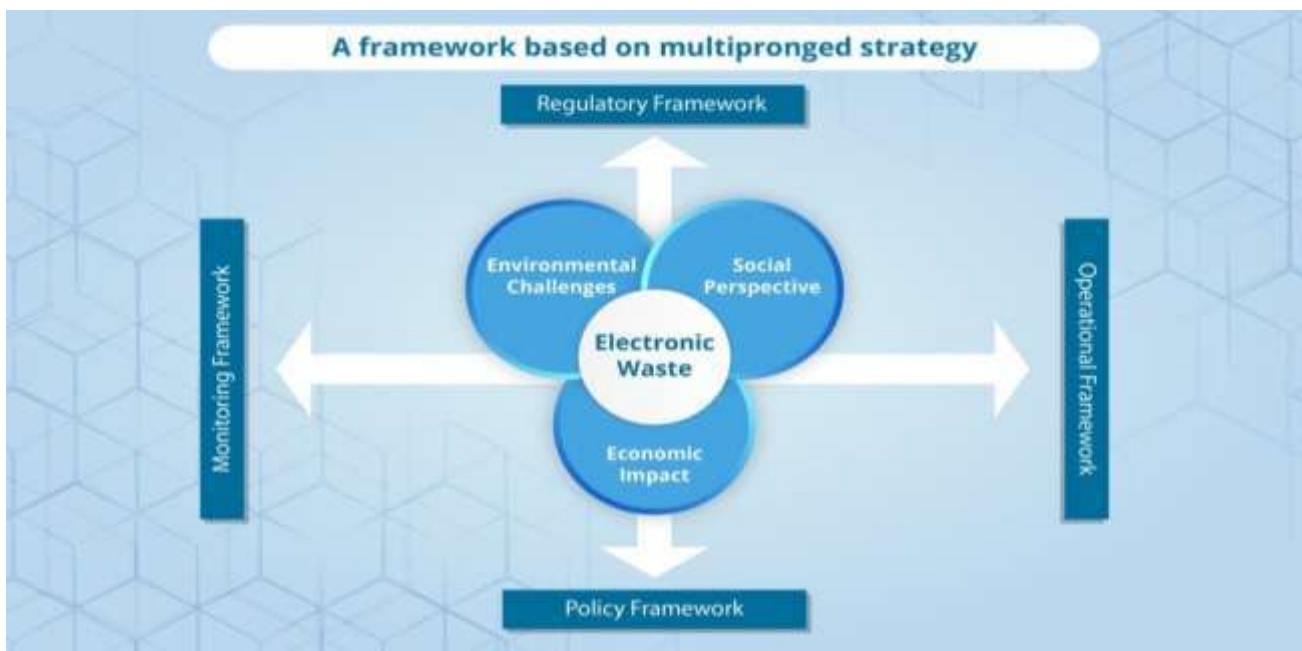 A framework based on multipronged strategy
Regulatory Framework
Environmental
Challenges
Social
Perspective
Monitoring Framework
Electronic
Waste
Operational Framework
Economic
Impact
Policy Framework